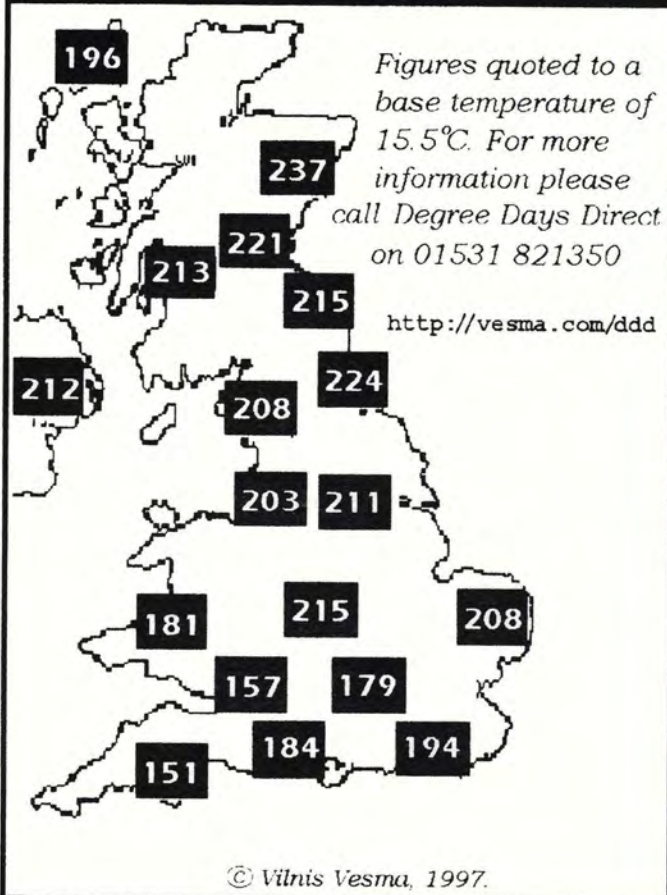 196
Figures quoted to a
base temperature of
15.5°C. For more
information please
call Degree Days Direct
on 01531 821350
http://vesma.com/ddd
237
221
213
215
224
212
208
203
211
215
181
208
157
179
184
194
151
© Vilnis Vesma, 1997.